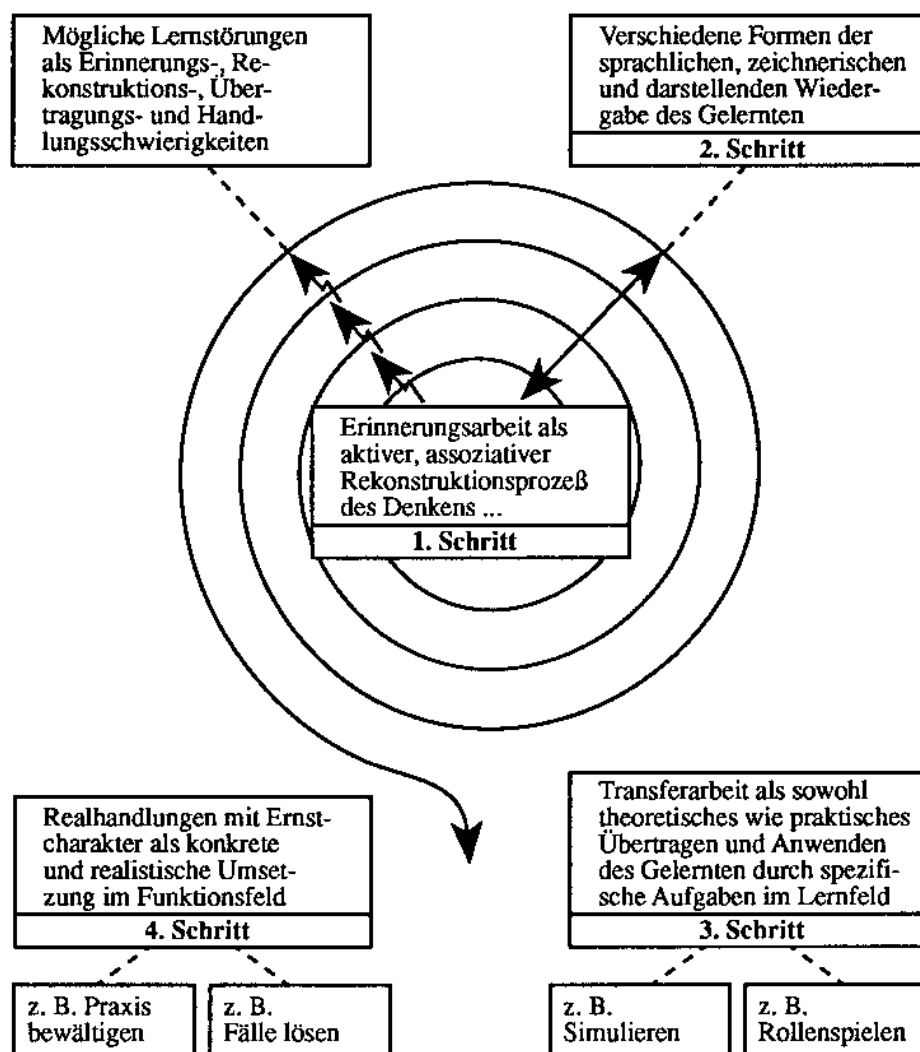 Mögliche Lernstörungen
als Erinnerungs-, Re-
konstruktions-, Über-
tragungs- und Hand-
lungsschwierigkeiten
Verschiedene Formen der
sprachlichen, zeichnerischen
und darstellenden Wieder-
gabe des Gelernten
2. Schritt
Erinnerungsarbeit als
aktiver, assoziativer
Rekonstruktionsprozeß
des Denkens ...
1. Schritt
Realhandlungen mit Ernst-
charakter als konkrete
und realistische Umset-
zung im Funktionsfeld
4. Schritt
Transferarbeit als sowohl
theoretisches wie praktisches
Übertragen und Anwenden
des Gelernten durch spezifi-
sche Aufgaben im Lernfeld
3. Schritt
z. B. Praxis
bewältigen
z. B.
Fälle lösen
z. B.
Simulieren
z. B.
Rollenspielen